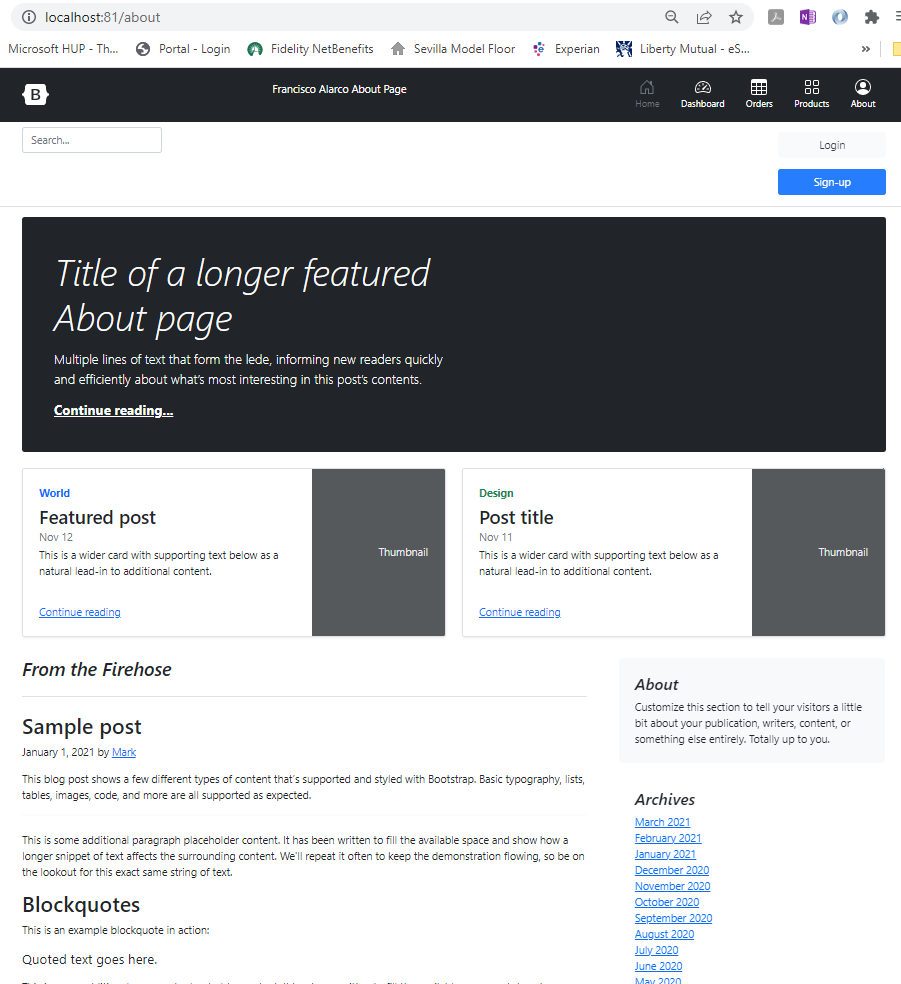 localhost:81/about
Microsoft HUP - Th...
Portal - Login
Fidelity NetBenefits
Sevilla Model Floor
Experian
Liberty Mutual - eS...
»
B
Francisco Alarco About Page
Home
Dashboard
Orders
Products
About
Search...
Login
Sign-up
Title of a longer featured
About page
Multiple lines of text that form the lede, informing new readers quickly
and efficiently about what's most interesting in this post's contents.
Continue reading...
World
Featured post
Nov 12
This is a wider card with supporting text below as a
natural lead-in to additional content.
Continue reading
Thumbnail
Design
Post title
Nov 11
This is a wider card with supporting text below as a
natural lead-in to additional content.
Continue reading
Thumbnail
From the Firehose
Sample post
January 1, 2021 by Mark
This blog post shows a few different types of content that's supported and styled with Bootstrap. Basic typography, lists,
tables, images, code, and more are all supported as expected.
This is some additional paragraph placeholder content. It has been written to fill the available space and show how a
longer snippet of text affects the surrounding content. We'll repeat it often to keep the demonstration flowing, so be on
the lookout for this exact same string of text.
Blockquotes
This is an example blockquote in action:
Quoted text goes here.
About
Customize this section to tell your visitors a little
bit about your publication, writers, content, or
something else entirely. Totally up to you.
Archives
March 2021
February 2021
January 2021
December 2020
November 2020
October 2020
September 2020
August 2020
July 2020
June 2020
May 2020